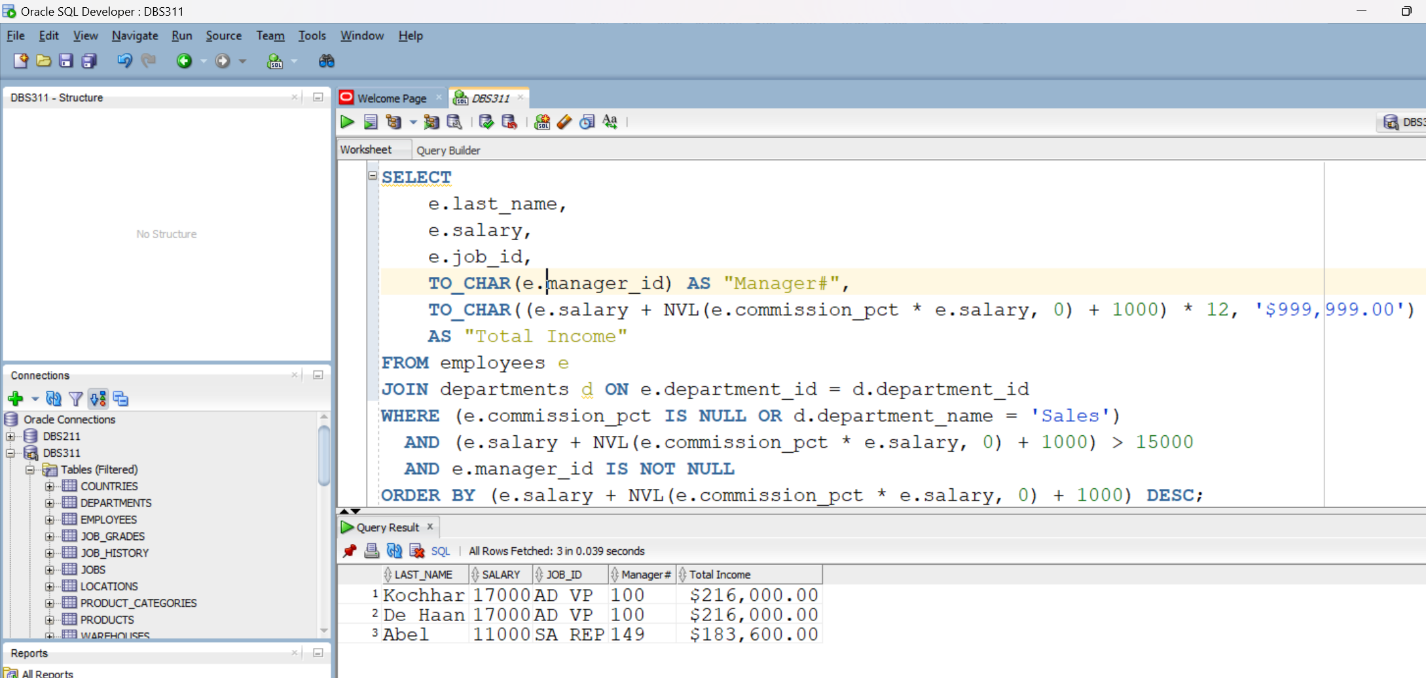 Oracle SQL Developer : DBS311
File Edit View Navigate Run Source Team Tools Window Help
DBS311 - Structure
No Structure
Connections
Oracle Connections
DBS211
DBS311
Tables (Filtered)
COUNTRIES
DEPARTMENTS
EMPLOYEES
JOB_GRADES
JOB_HISTORY
JOBS
LOCATIONS
PRODUCT_CATEGORIES
PRODUCTS
WAREHOUSES
Reports
All Reports
Welcome Page DBS311
Worksheet Query Builder
SELECT
e.last_name,
e.salary,
e.job_id,
TO_CHAR(e.manager_id) AS "Manager#",
TO_CHAR((e.salary + NVL(e.commission_pct * e.salary, 0) + 1000) * 12, '$999,999.00')
AS "Total Income"
FROM employees e
JOIN departments d ON e.department_id = d.department_id
WHERE (e.commission_pct IS NULL OR d.department_name = 'Sales')
AND (e.salary + NVL(e.commission_pct * e.salary, 0) + 1000) > 15000
AND e.manager_id IS NOT NULL
ORDER BY (e.salary + NVL(e.commission_pct * e.salary, 0) + 1000) DESC;
Query Result
SQL | All Rows Fetched: 3 in 0.039 seconds
LAST_NAME SALARY JOB_ID Manager# Total Income
1 Kochhar 17000 AD VP 100 $216,000.00
2 De Haan 17000 AD VP 100 $216,000.00
3 Abel 11000 SA REP 149 $183,600.00